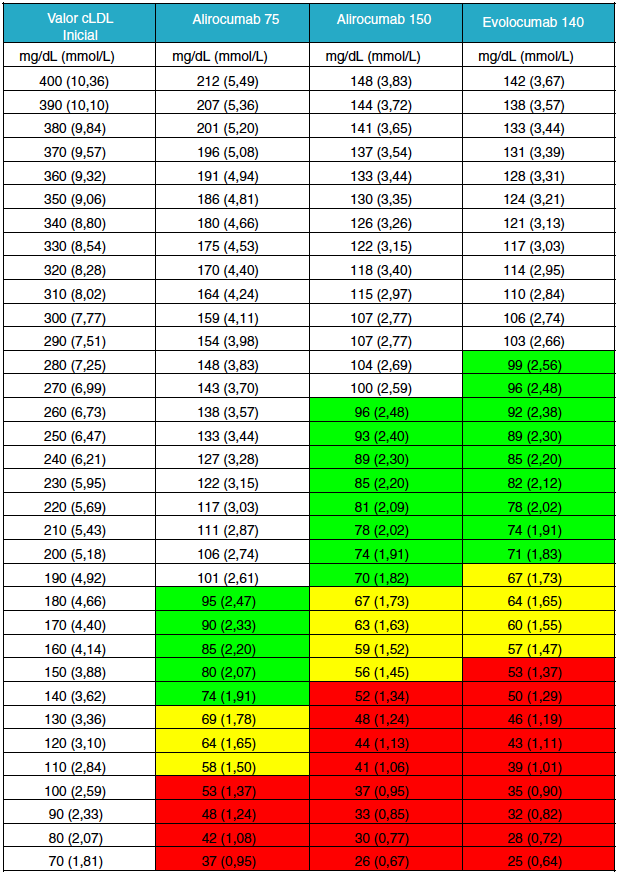 Valor cLDL Inicial Alirocumab 75 Alirocumab 150 Evolocumab 140
mg/dL (mmol/L) mg/dL (mmol/L) mg/dL (mmol/L) mg/dL (mmol/L)
400 (10,36) 212 (5,49) 148 (3,83) 142 (3,67)
390 (10,10) 207 (5,36) 144 (3,72) 138 (3,57)
380 (9,84) 201 (5,20) 141 (3,65) 133 (3,44)
370 (9,57) 196 (5,08) 137 (3,54) 131 (3,39)
360 (9,32) 191 (4,94) 133 (3,44) 128 (3,31)
350 (9,06) 186 (4,81) 130 (3,35) 124 (3,21)
340 (8,80) 180 (4,66) 126 (3,26) 121 (3,13)
330 (8,54) 175 (4,53) 122 (3,15) 117 (3,03)
320 (8,28) 170 (4,40) 118 (3,40) 114 (2,95)
310 (8,02) 164 (4,24) 115 (2,97) 110 (2,84)
300 (7,77) 159 (4,11) 107 (2,77) 106 (2,74)
290 (7,51) 154 (3,98) 107 (2,77) 103 (2,66)
280 (7,25) 148 (3,83) 104 (2,69) 99 (2,56)
270 (6,99) 143 (3,70) 100 (2,59) 96 (2,48)
260 (6,73) 138 (3,57) 96 (2,48) 92 (2,38)
250 (6,47) 133 (3,44) 93 (2,40) 89 (2,30)
240 (6,21) 127 (3,28) 89 (2,30) 85 (2,20)
230 (5,95) 122 (3,15) 85 (2,20) 82 (2,12)
220 (5,69) 117 (3,03) 81 (2,09) 78 (2,02)
210 (5,43) 111 (2,87) 78 (2,02) 74 (1,91)
200 (5,18) 106 (2,74) 74 (1,91) 71 (1,83)
190 (4,92) 101 (2,61) 70 (1,82) 67 (1,73)
180 (4,66) 95 (2,47) 67 (1,73) 64 (1,65)
170 (4,40) 90 (2,33) 63 (1,63) 60 (1,55)
160 (4,14) 85 (2,20) 59 (1,52) 57 (1,47)
150 (3,88) 80 (2,07) 56 (1,45) 53 (1,37)
140 (3,62) 74 (1,91) 52 (1,34) 50 (1,29)
130 (3,36) 69 (1,78) 48 (1,24) 46 (1,19)
120 (3,10) 64 (1,65) 44 (1,13) 43 (1,11)
110 (2,84) 58 (1,50) 41 (1,06) 39 (1,01)
100 (2,59) 53 (1,37) 37 (0,95) 35 (0,90)
90 (2,33) 48 (1,24) 33 (0,85) 32 (0,82)
80 (2,07) 42 (1,08) 30 (0,77) 28 (0,72)
70 (1,81) 37 (0,95) 26 (0,67) 25 (0,64)